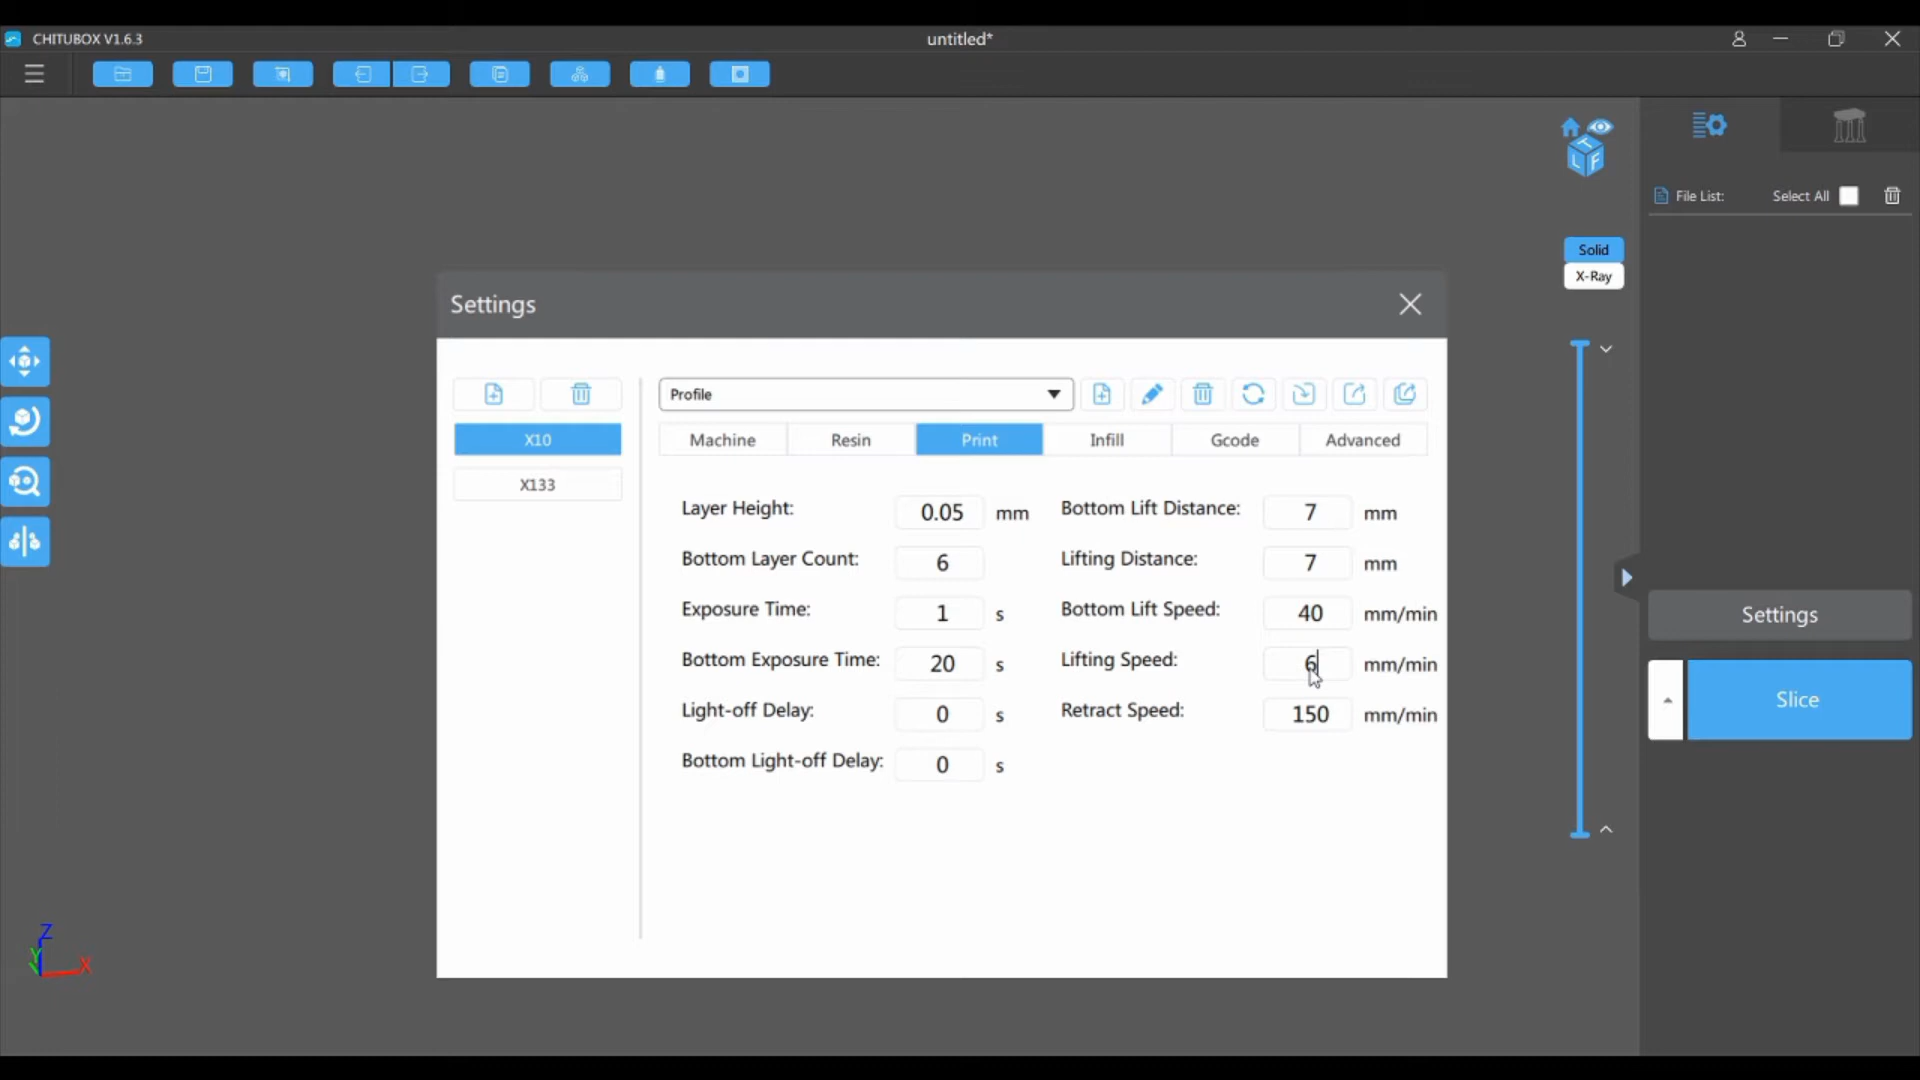 CHITUBOX V1.6.3
untitled*
File List:
Select All
Solid
X-Ray
T
L F
Settings
Profile
X10
X133
Machine
Resin
Print
Infill
Gcode
Advanced
Layer Height: 0.05 mm
Bottom Lift Distance: 7 mm
Bottom Layer Count: 6
Lifting Distance: 7 mm
Exposure Time: 1 s
Bottom Lift Speed: 40 mm/min
Bottom Exposure Time: 20 s
Lifting Speed: 6 mm/min
Light-off Delay: 0 s
Retract Speed: 150 mm/min
Bottom Light-off Delay: 0 s
Settings
Slice
Z
Y
X